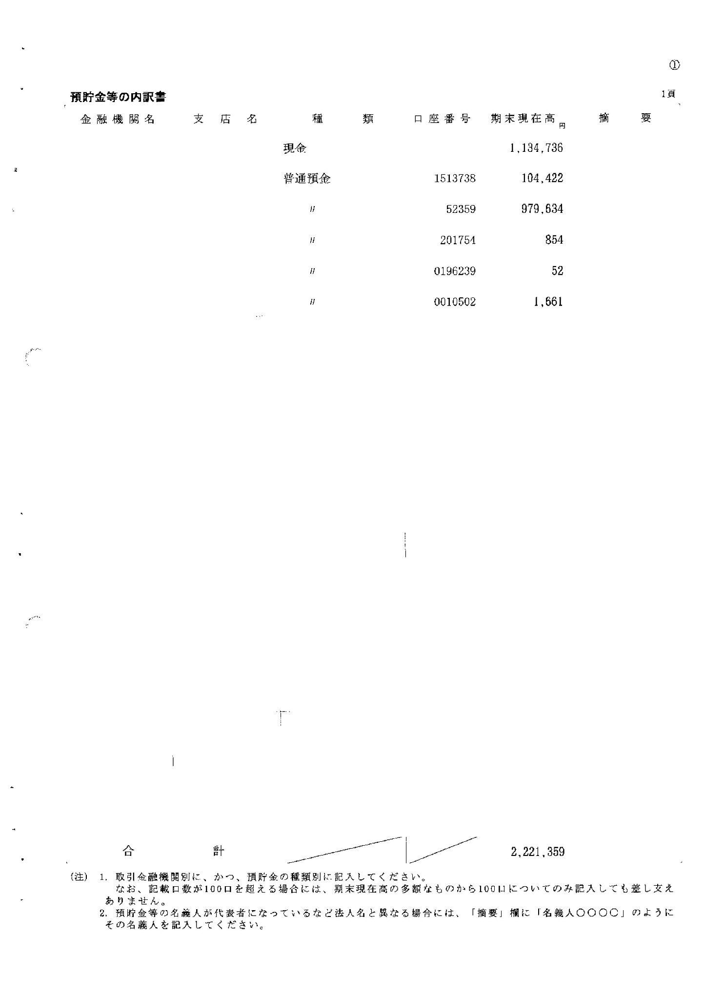 ①
預貯金等の内訳書 1頁
金融機関名 支店名 種類 口座番号 期末現在高 円 摘要
現金 1,134,736
普通預金 1513738 104,422
〃 52359 979,634
〃 201754 854
〃 0196239 52
〃 0010502 1,661
合計 2,221,359
(注) 1. 取引金融機関別に、かつ、預貯金の種類別に記入してください。
なお、記載口数が100口を超える場合には、期末現在高の多額なものから100口についてのみ記入しても差し支え
ありません。
2. 預貯金等の名義人が代表者になっているなど法人名と異なる場合には、「摘要」欄に「名義人〇〇〇〇」のように
その名義人を記入してください。